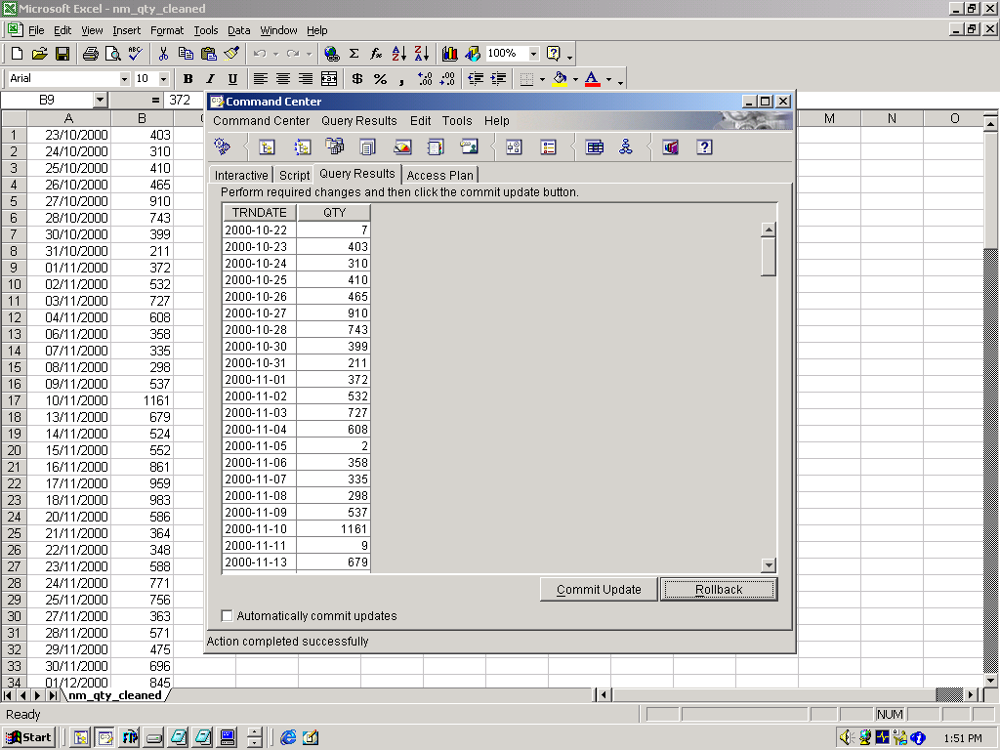 Microsoft Excel - nm_qty_cleaned
File Edit View Insert Format Tools Data Window Help
100%
Arial 10 B I U $ % ,
B9 = 372
A B M N O
1 23/10/2000 403
2 24/10/2000 310
3 25/10/2000 410
4 26/10/2000 465
5 27/10/2000 910
6 28/10/2000 743
7 30/10/2000 399
8 31/10/2000 211
9 01/11/2000 372
10 02/11/2000 532
11 03/11/2000 727
12 04/11/2000 608
13 06/11/2000 358
14 07/11/2000 335
15 08/11/2000 298
16 09/11/2000 537
17 10/11/2000 1161
18 13/11/2000 679
19 14/11/2000 524
20 15/11/2000 552
21 16/11/2000 861
22 17/11/2000 959
23 18/11/2000 983
24 20/11/2000 586
25 21/11/2000 364
26 22/11/2000 348
27 23/11/2000 588
28 24/11/2000 771
29 25/11/2000 756
30 27/11/2000 363
31 28/11/2000 571
32 29/11/2000 475
33 30/11/2000 696
34 01/12/2000 845
Command Center
Command Center Query Results Edit Tools Help
Interactive Script Query Results Access Plan
Perform required changes and then click the commit update button.
TRNDATE QTY
2000-10-22 7
2000-10-23 403
2000-10-24 310
2000-10-25 410
2000-10-26 465
2000-10-27 910
2000-10-28 743
2000-10-30 399
2000-10-31 211
2000-11-01 372
2000-11-02 532
2000-11-03 727
2000-11-04 608
2000-11-05 2
2000-11-06 358
2000-11-07 335
2000-11-08 298
2000-11-09 537
2000-11-10 1161
2000-11-11 9
2000-11-13 679
Commit Update Rollback
Automatically commit updates
Action completed successfully
nm_qty_cleaned
Ready NUM
Start 1:51 PM